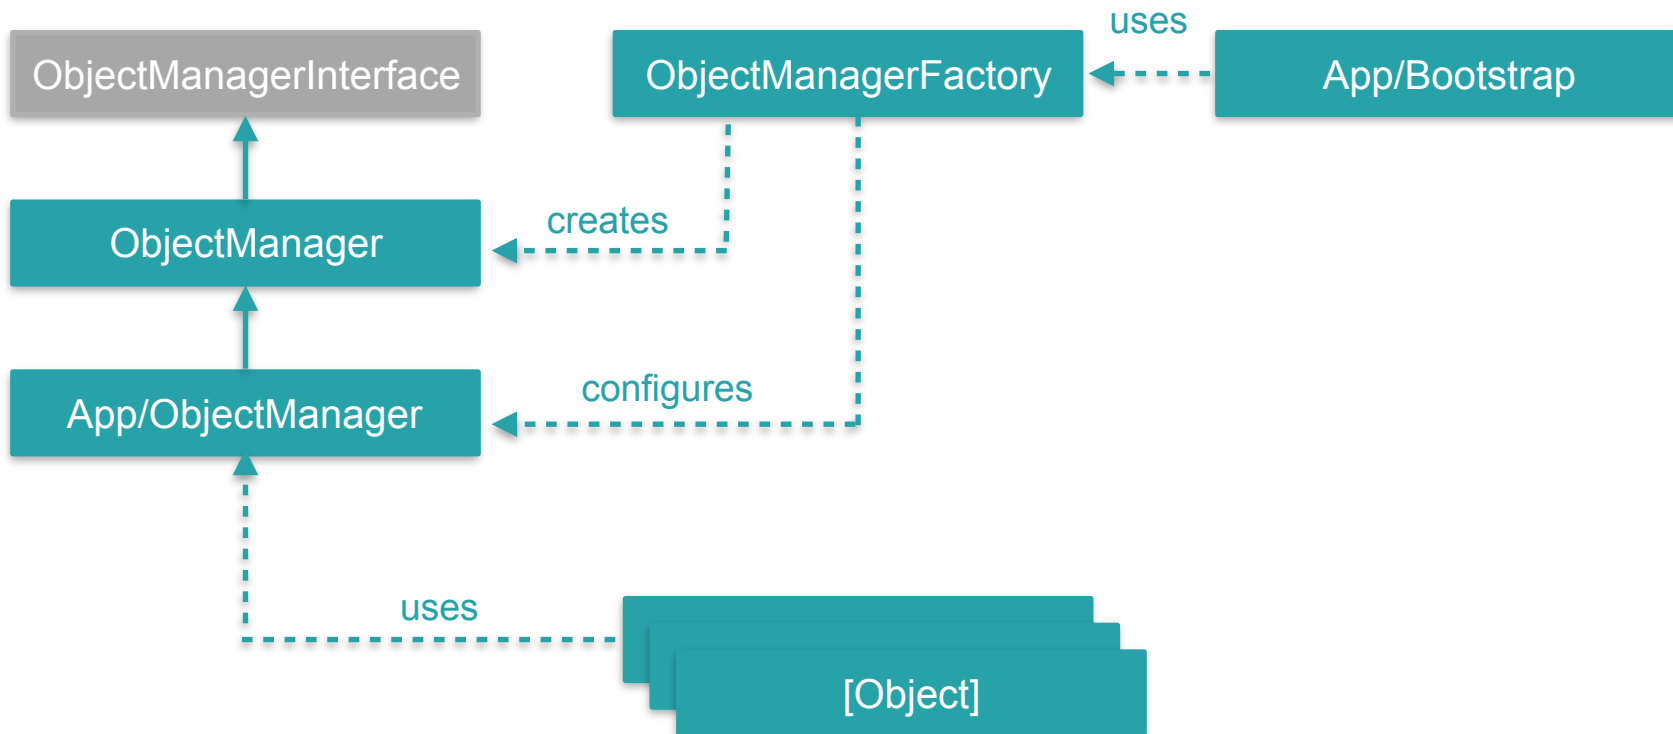 uses
ObjectManagerInterface
ObjectManagerFactory
App/Bootstrap
creates
ObjectManager
configures
App/ObjectManager
uses
[Object]